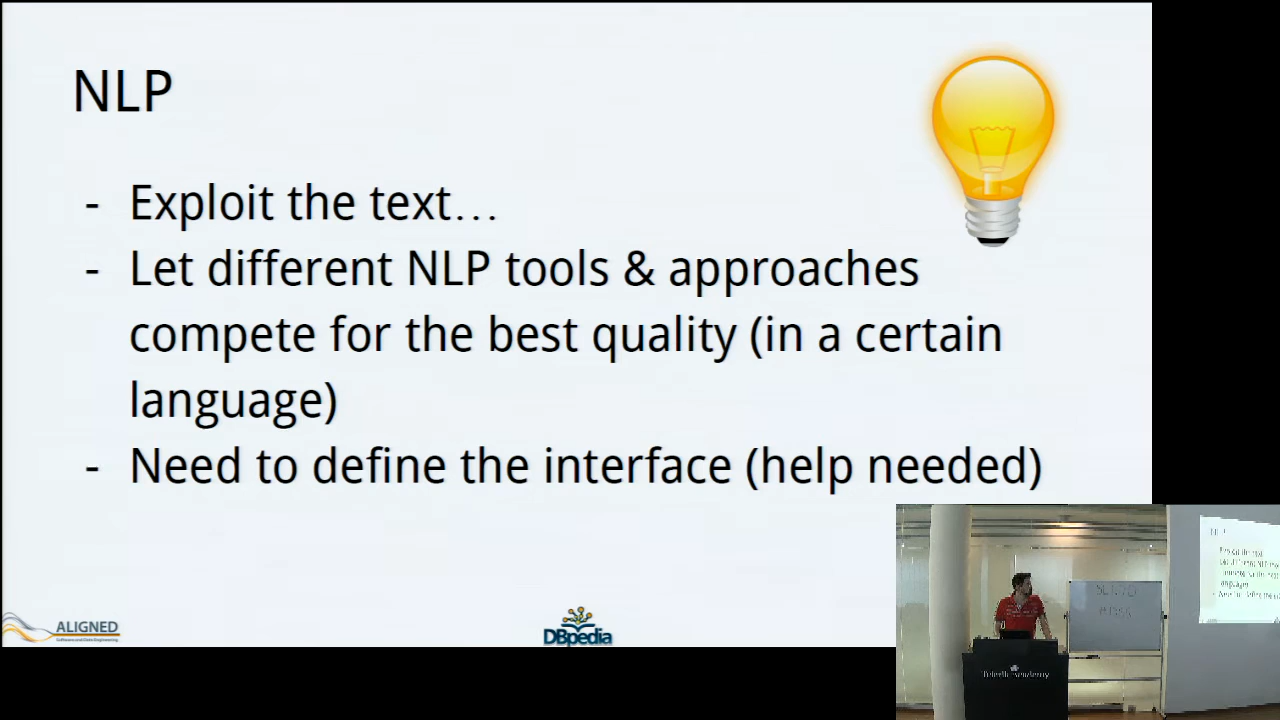 NLP
- Exploit the text…
- Let different NLP tools & approaches
compete for the best quality (in a certain
language)
- Need to define the interface (help needed)
ALIGNED
Software and Data Engineering
DBpedia